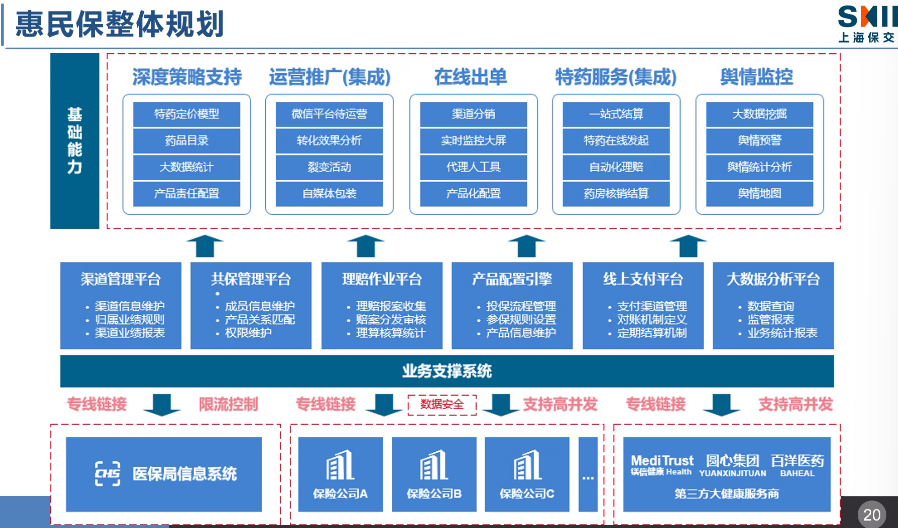 惠民保整体规划
上海保交
基础能力
深度策略支持
特药定价模型
药品目录
大数据统计
产品责任配置
运营推广(集成)
微信平台待运营
转化效果分析
裂变活动
自媒体包装
在线出单
渠道分销
实时监控大屏
代理人工具
产品化配置
特药服务(集成)
一站式结算
特药在线发起
自动化理赔
药房核销结算
舆情监控
大数据挖掘
舆情预警
舆情统计分析
舆情地图
渠道管理平台
• 渠道信息维护
• 归属业绩规则
• 渠道业绩报表
共保管理平台
•
• 成员信息维护
• 产品关系匹配
• 权限维护
理赔作业平台
• 理赔报案收集
• 赔案分发审核
• 理算核算统计
产品配置引擎
• 投保流程管理
• 参保规则设置
• 产品信息维护
线上支付平台
• 支付渠道管理
• 对账机制定义
• 定期结算机制
大数据分析平台
• 数据查询
• 监管报表
• 业务统计报表
业务支撑系统
专线链接
限流控制
专线链接
数据安全
支持高并发
专线链接
支持高并发
CHS
医保局信息系统
保险公司A
保险公司B
保险公司C
...
MediTrust
镁信健康 Health
圆心集团
YUANXINJITUAN
百洋医药
BAHEAL
第三方大健康服务商
20